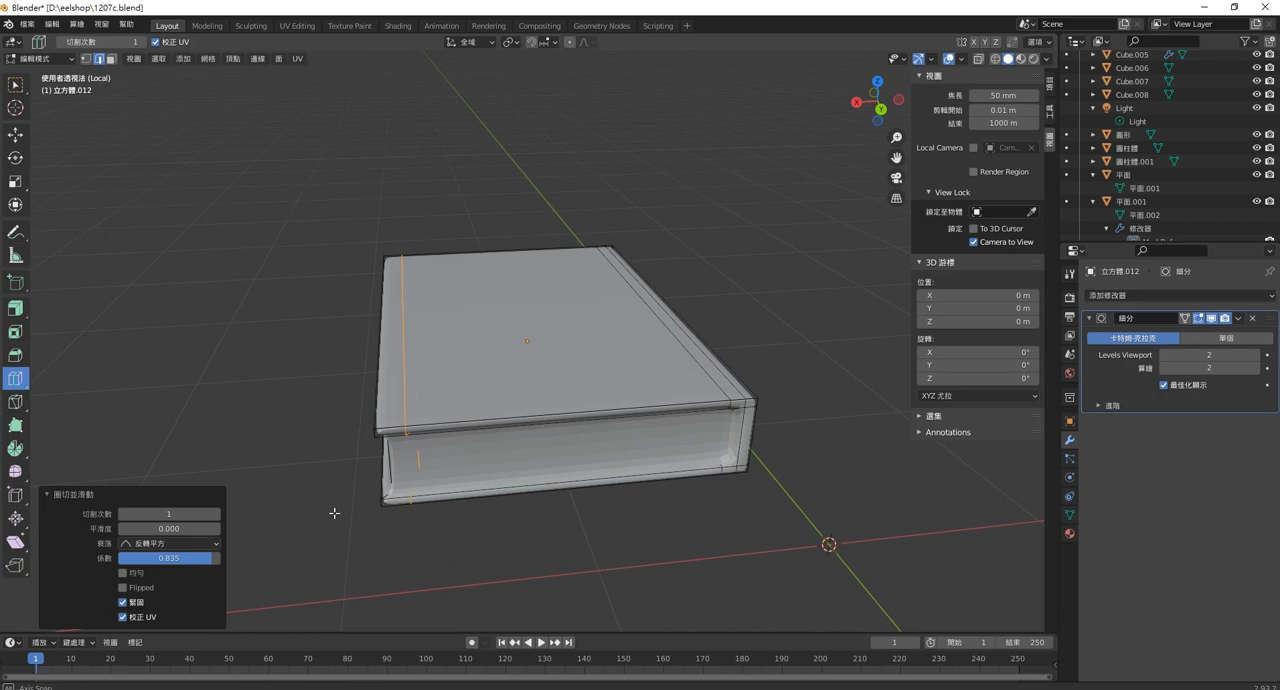 Blender* [D:\eelshop\1207c.blend]
檔案 編輯 算繪 視窗 幫助 Layout Modeling Sculpting UV Editing Texture Paint Shading Animation Rendering Compositing Geometry Nodes Scripting + Scene View Layer
切割次數 1 校正 UV 全域 X Y Z 選項
編輯模式 視圖 選取 添加 網格 頂點 邊線 面 UV
使用者透視法 (Local)
(1) 立方體.012
Z
X
Y
視圖
焦長 50 mm
剪輯開始 0.01 m
結束 1000 m
Local Camera Cam...
Render Region
View Lock
鎖定至物體
鎖定 To 3D Cursor
Camera to View
3D 游標
位置:
X 0 m
Y 0 m
Z 0 m
旋轉:
X 0°
Y 0°
Z 0°
XYZ 尤拉
選集
Annotations
項目
工具
視圖
Cube.005
Cube.006
Cube.007
Cube.008
Light
Light
圓形
圓柱體
圓柱體.001
平面
平面.001
平面.001
平面.002
修改器
立方體.012 細分
添加修改器
細分
卡特姆-克拉克 單個
Levels Viewport 2
算繪 2
最佳化顯示
進階
圈切並滑動
切割次數 1
平滑度 0.000
衰落 反轉平方
係數 0.835
均勻
Flipped
緊固
校正 UV
播放 鍵處理 視圖 標記 1 開始 1 結束 250
1 10 20 30 40 50 60 70 80 90 100 110 120 130 140 150 160 170 180 190 200 210 220 230 240 250
Axis Snap 2.93.2